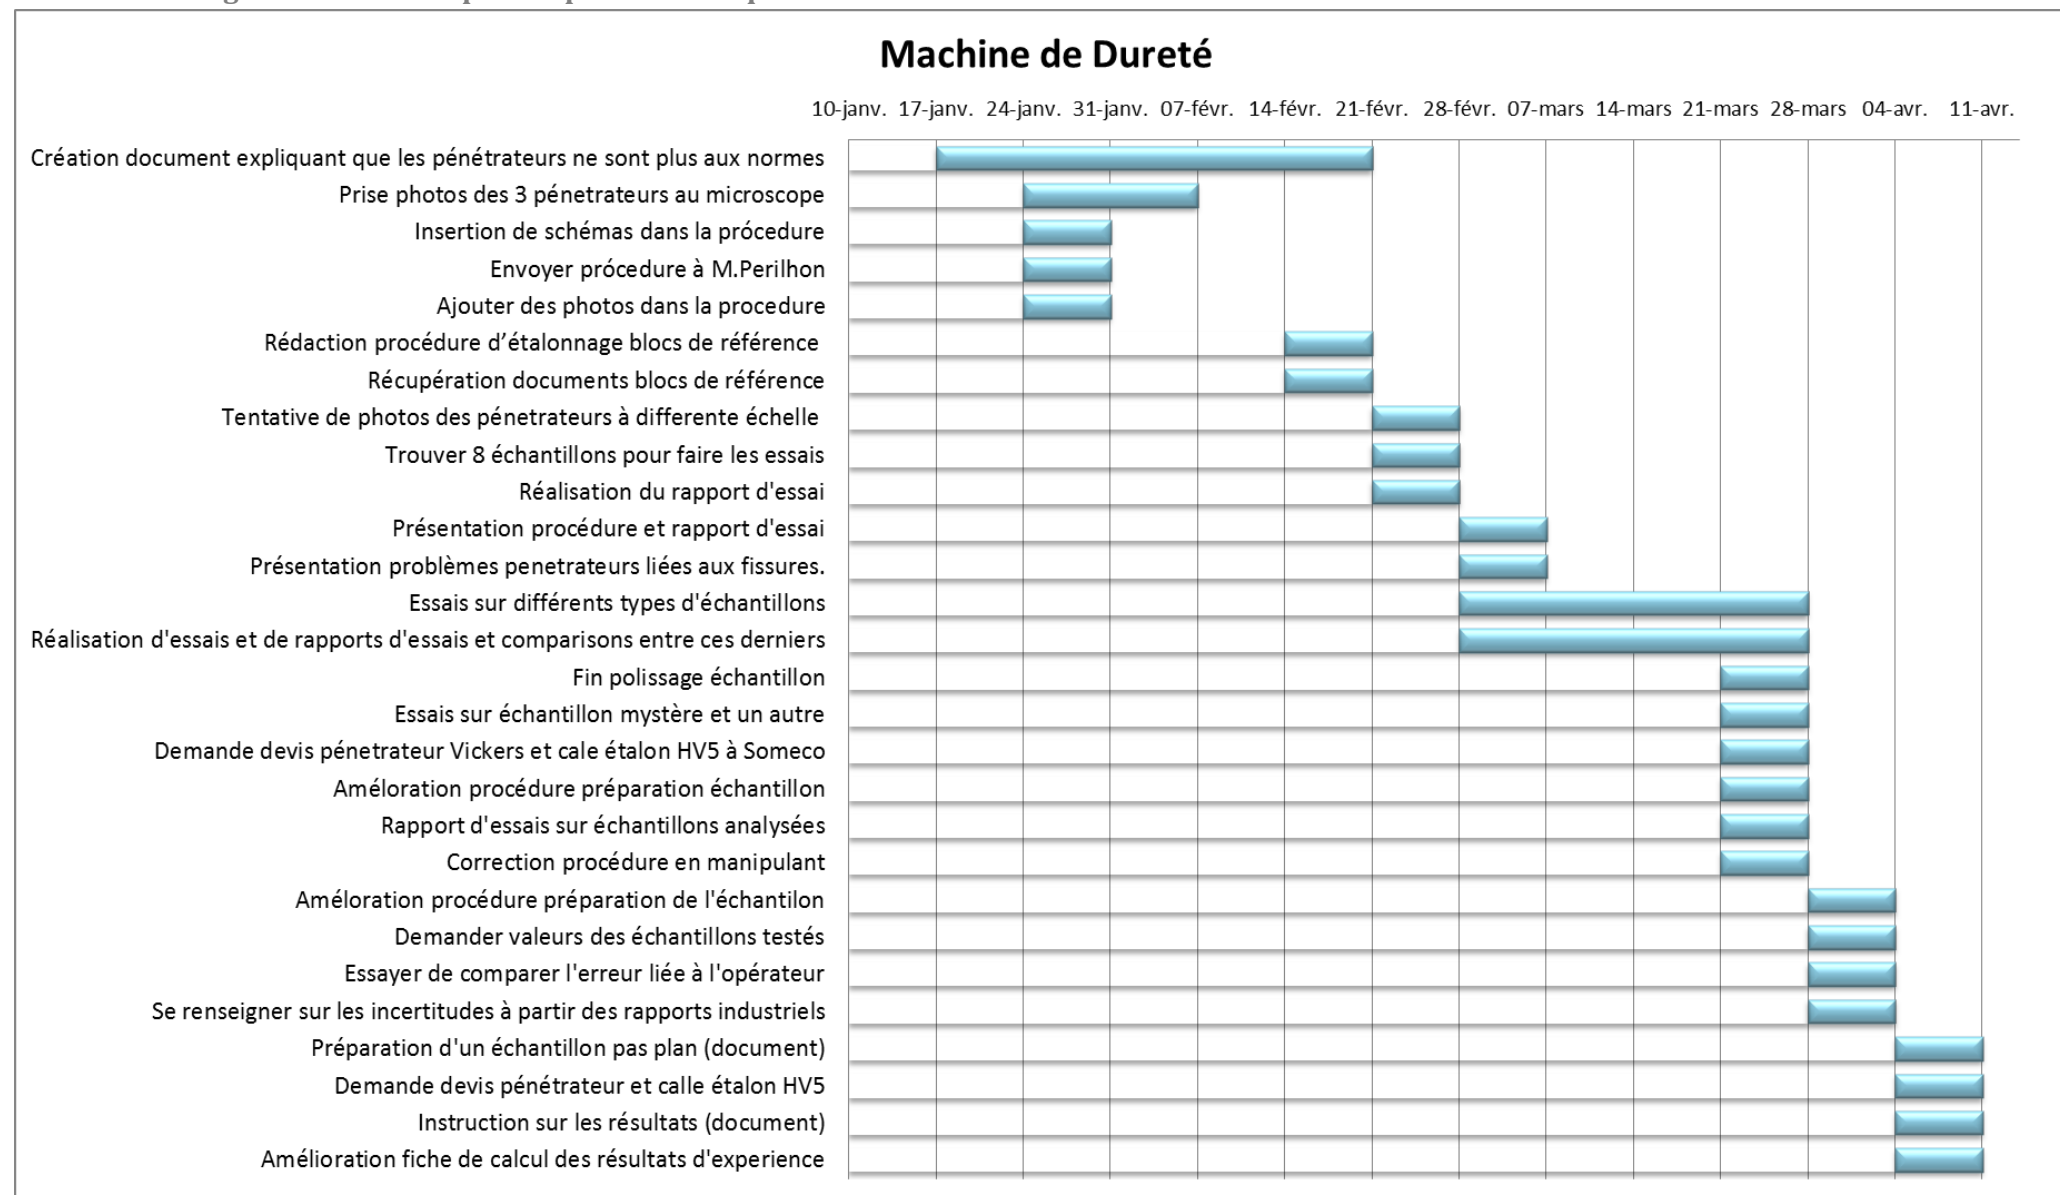 Machine de Dureté
10-janv. 17-janv. 24-janv. 31-janv. 07-févr. 14-févr. 21-févr. 28-févr. 07-mars 14-mars 21-mars 28-mars 04-avr. 11-avr.
Création document expliquant que les pénétrateurs ne sont plus aux normes
Prise photos des 3 pénetrateurs au microscope
Insertion de schémas dans la prócedure
Envoyer prócedure à M.Perilhon
Ajouter des photos dans la procedure
Rédaction procédure d’étalonnage blocs de référence
Récupération documents blocs de référence
Tentative de photos des pénetrateurs à differente échelle
Trouver 8 échantillons pour faire les essais
Réalisation du rapport d'essai
Présentation procédure et rapport d'essai
Présentation problèmes penetrateurs liées aux fissures.
Essais sur différents types d'échantillons
Réalisation d'essais et de rapports d'essais et comparisons entre ces derniers
Fin polissage échantillon
Essais sur échantillon mystère et un autre
Demande devis pénetrateur Vickers et cale étalon HV5 à Someco
Améloration procédure préparation échantillon
Rapport d'essais sur échantillons analysées
Correction procédure en manipulant
Améloration procédure préparation de l'échantilon
Demander valeurs des échantillons testés
Essayer de comparer l'erreur liée à l'opérateur
Se renseigner sur les incertitudes à partir des rapports industriels
Préparation d'un échantillon pas plan (document)
Demande devis pénétrateur et calle étalon HV5
Instruction sur les résultats (document)
Amélioration fiche de calcul des résultats d'experience